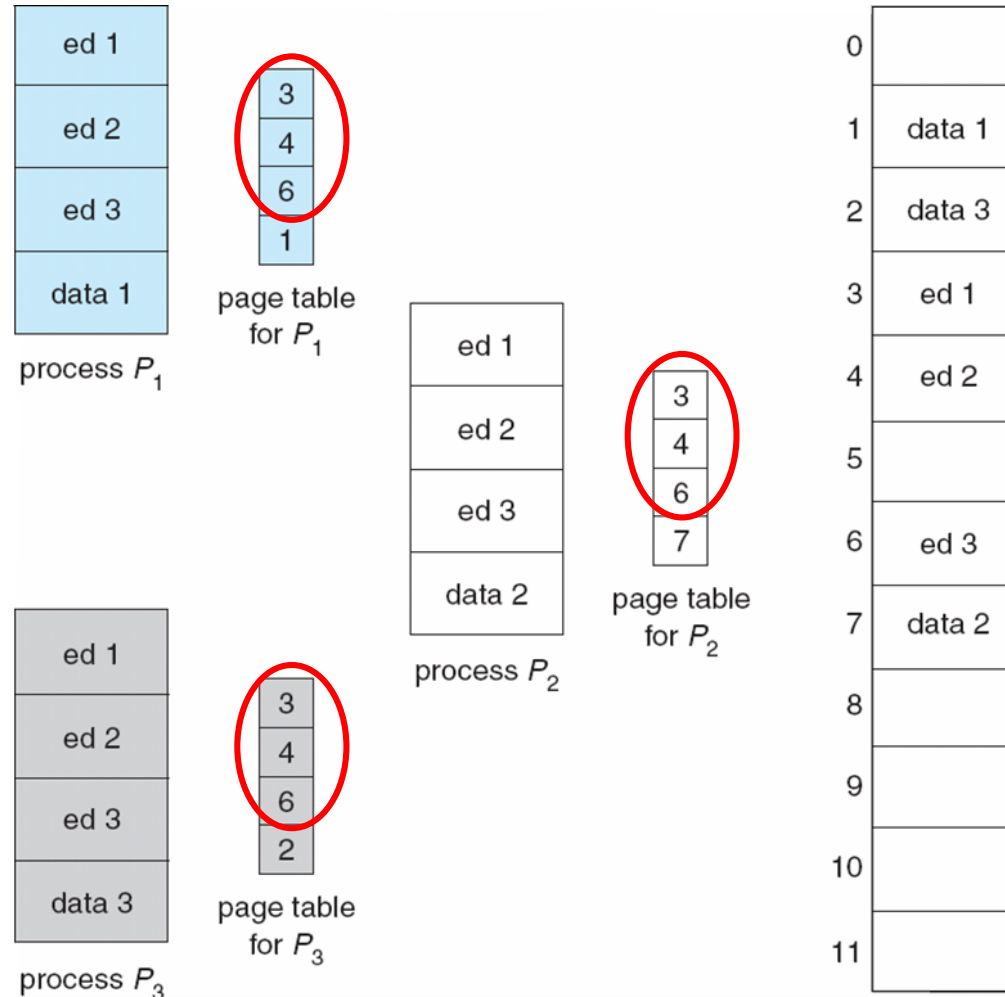 ed 1
ed 2
ed 3
data 1
process P1
3
4
6
1
page table
for P1
ed 1
ed 2
ed 3
data 2
process P2
3
4
6
7
page table
for P2
ed 1
ed 2
ed 3
data 3
process P3
3
4
6
2
page table
for P3
0
1 data 1
2 data 3
3 ed 1
4 ed 2
5
6 ed 3
7 data 2
8
9
10
11